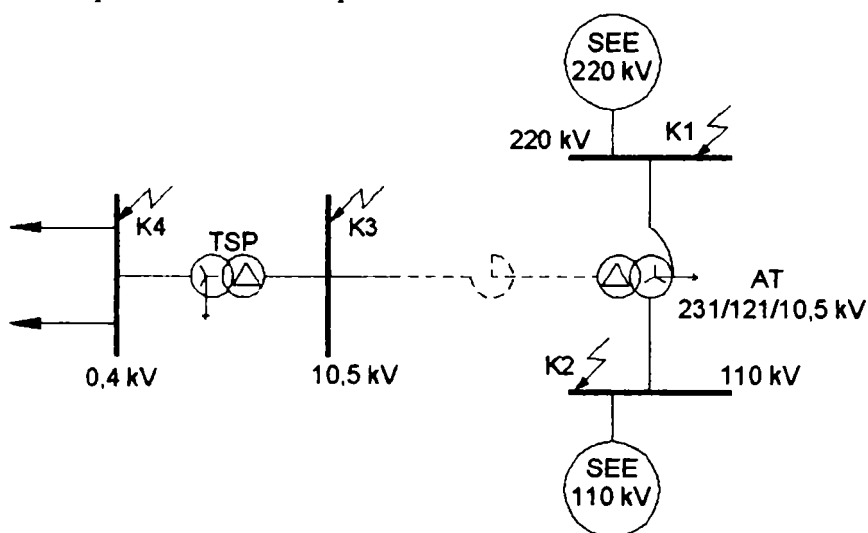 SEE
220 kV
220 kV
K1
K4
TSP
K3
AT
231/121/10,5 kV
K2
0,4 kV
10,5 kV
110 kV
SEE
110 kV